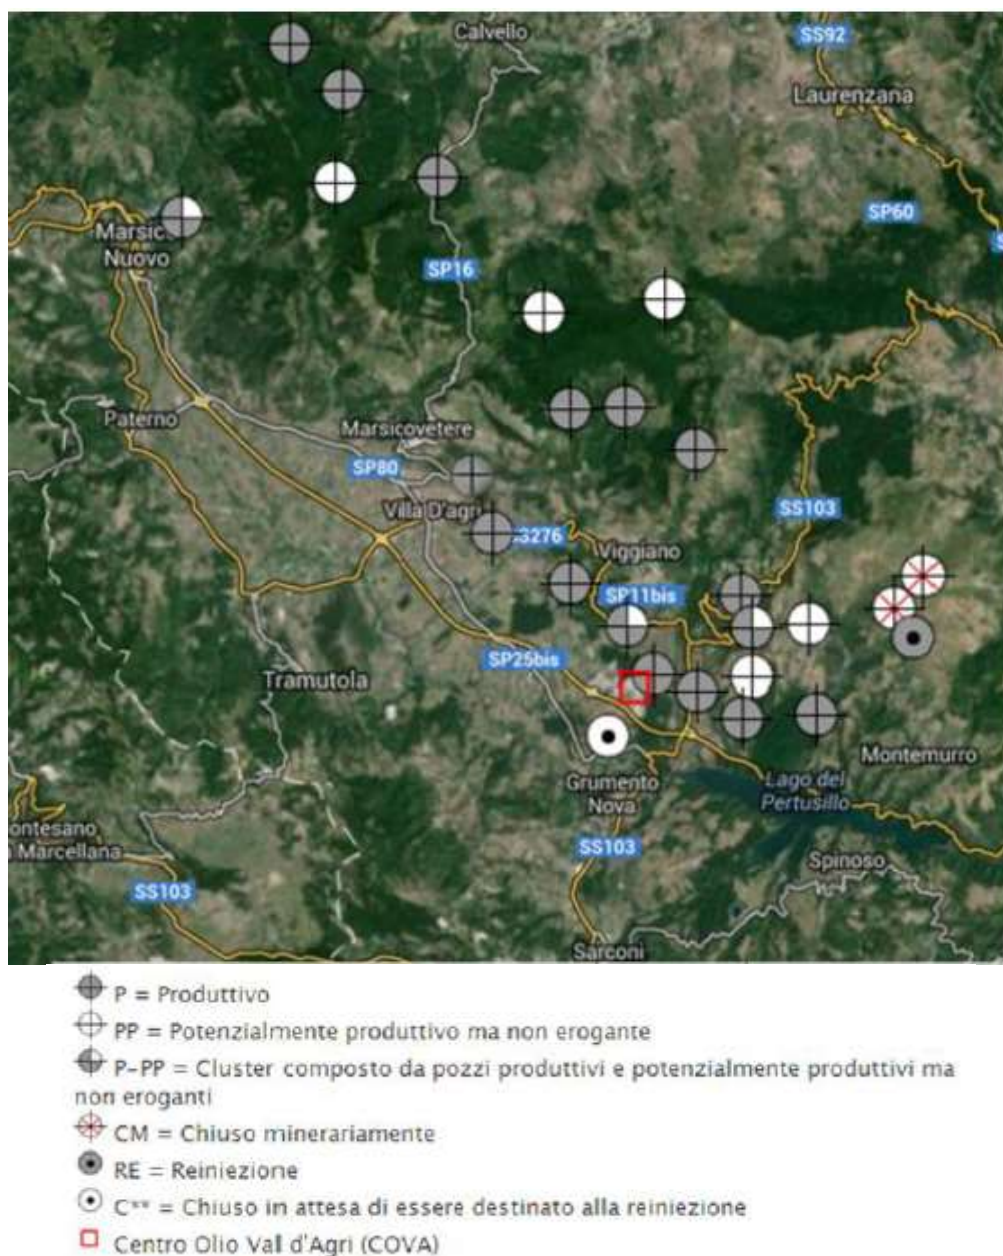 Calvello
SS92
Laurenzana
SP60
Marsic
Nuovo
SP16
Paterno
Marsicovetere
SP80
Villa D'agri
SS103
S3276
Viggiano
SP11bis
SP25bis
Tramutola
Montemurro
Grumento
Nova
Lago del
Pertusillo
ontesano
Marcellana
SS103
Spinoso
SS103
Sarconi
P = Produttivo
PP = Potenzialmente produttivo ma non erogante
P-PP = Cluster composto da pozzi produttivi e potenzialmente produttivi ma
non eroganti
CM = Chiuso minerariamente
RE = Reiniezione
C** = Chiuso in attesa di essere destinato alla reiniezione
Centro Olio Val d'Agri (COVA)